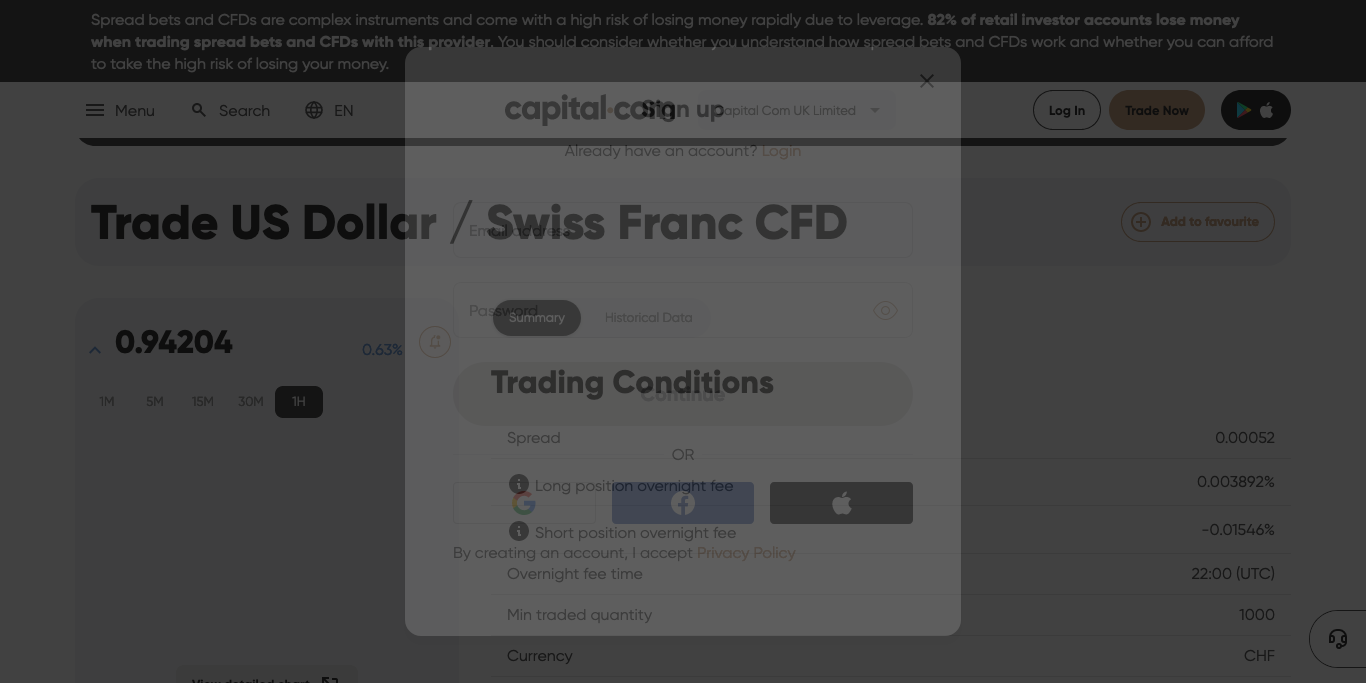 Spread bets and CFDs are complex instruments and come with a high risk of losing money rapidly due to leverage. 82% of retail investor accounts lose money
when trading spread bets and CFDs with this provider. You should consider whether you understand how spread bets and CFDs work and whether you can afford
to take the high risk of losing your money.
Menu
Search
EN
capital.com
Capital Com UK Limited
Log In
Trade Now
Sign up
Already have an account? Login
Trade US Dollar / Swiss Franc CFD
Add to favourite
Email address
Password
Summary
Historical Data
0.94204
0.63%
1M 5M 15M 30M 1H
Trading Conditions
Continue
Spread 0.00052
OR
Long position overnight fee 0.003892%
Short position overnight fee -0.01546%
By creating an account, I accept Privacy Policy
Overnight fee time 22:00 (UTC)
Min traded quantity 1000
Currency CHF
View detailed chart